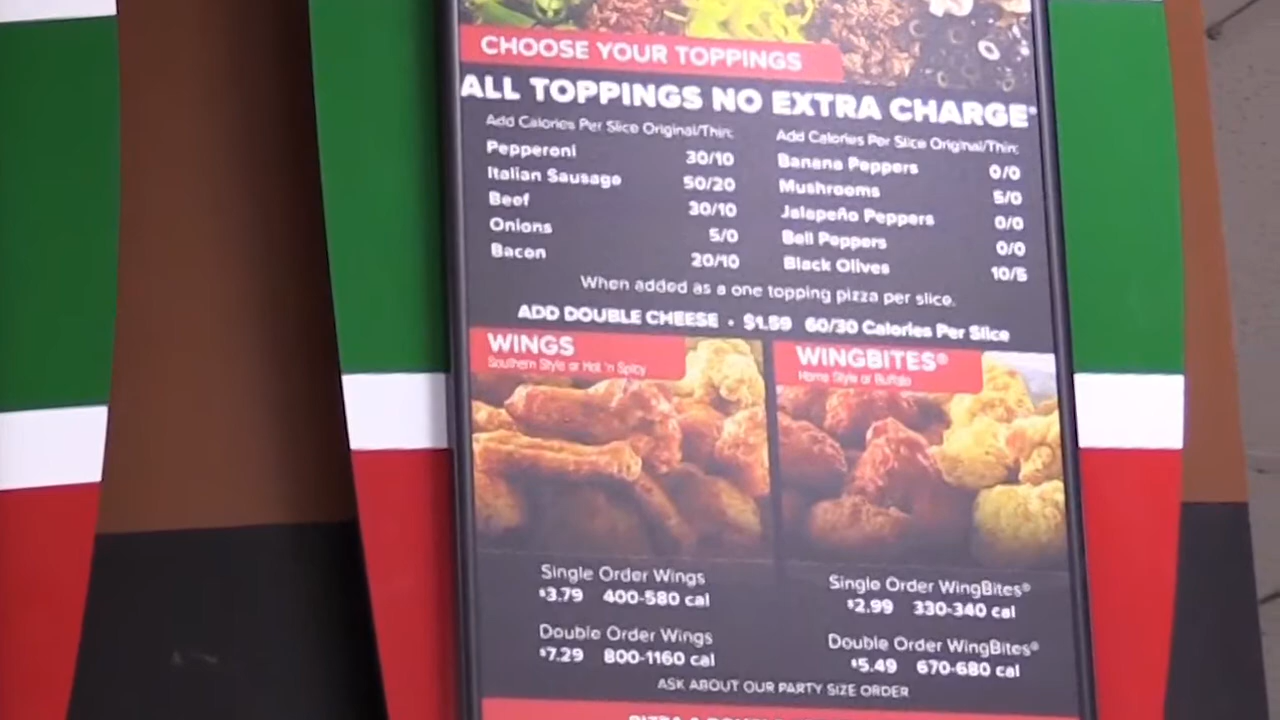 CHOOSE YOUR TOPPINGS
ALL TOPPINGS NO EXTRA CHARGE*
Add Calories Per Slice Original/Thin:
Pepperoni 30/10
Italian Sausage 50/20
Beef 30/10
Onions 5/0
Bacon 20/10
Add Calories Per Slice Original/Thin:
Banana Peppers 0/0
Mushrooms 5/0
Jalapeño Peppers 0/0
Bell Peppers 0/0
Black Olives 10/5
When added as a one topping pizza per slice.
ADD DOUBLE CHEESE • $1.59 60/30 Calories Per Slice
WINGS
Southern Style or Hot 'n Spicy
WINGBITES®
Home Style or Buffalo
Single Order Wings
$3.79 400-580 cal
Double Order Wings
$7.29 800-1160 cal
Single Order WingBites®
$2.99 330-340 cal
Double Order WingBites®
$5.49 670-680 cal
ASK ABOUT OUR PARTY SIZE ORDER